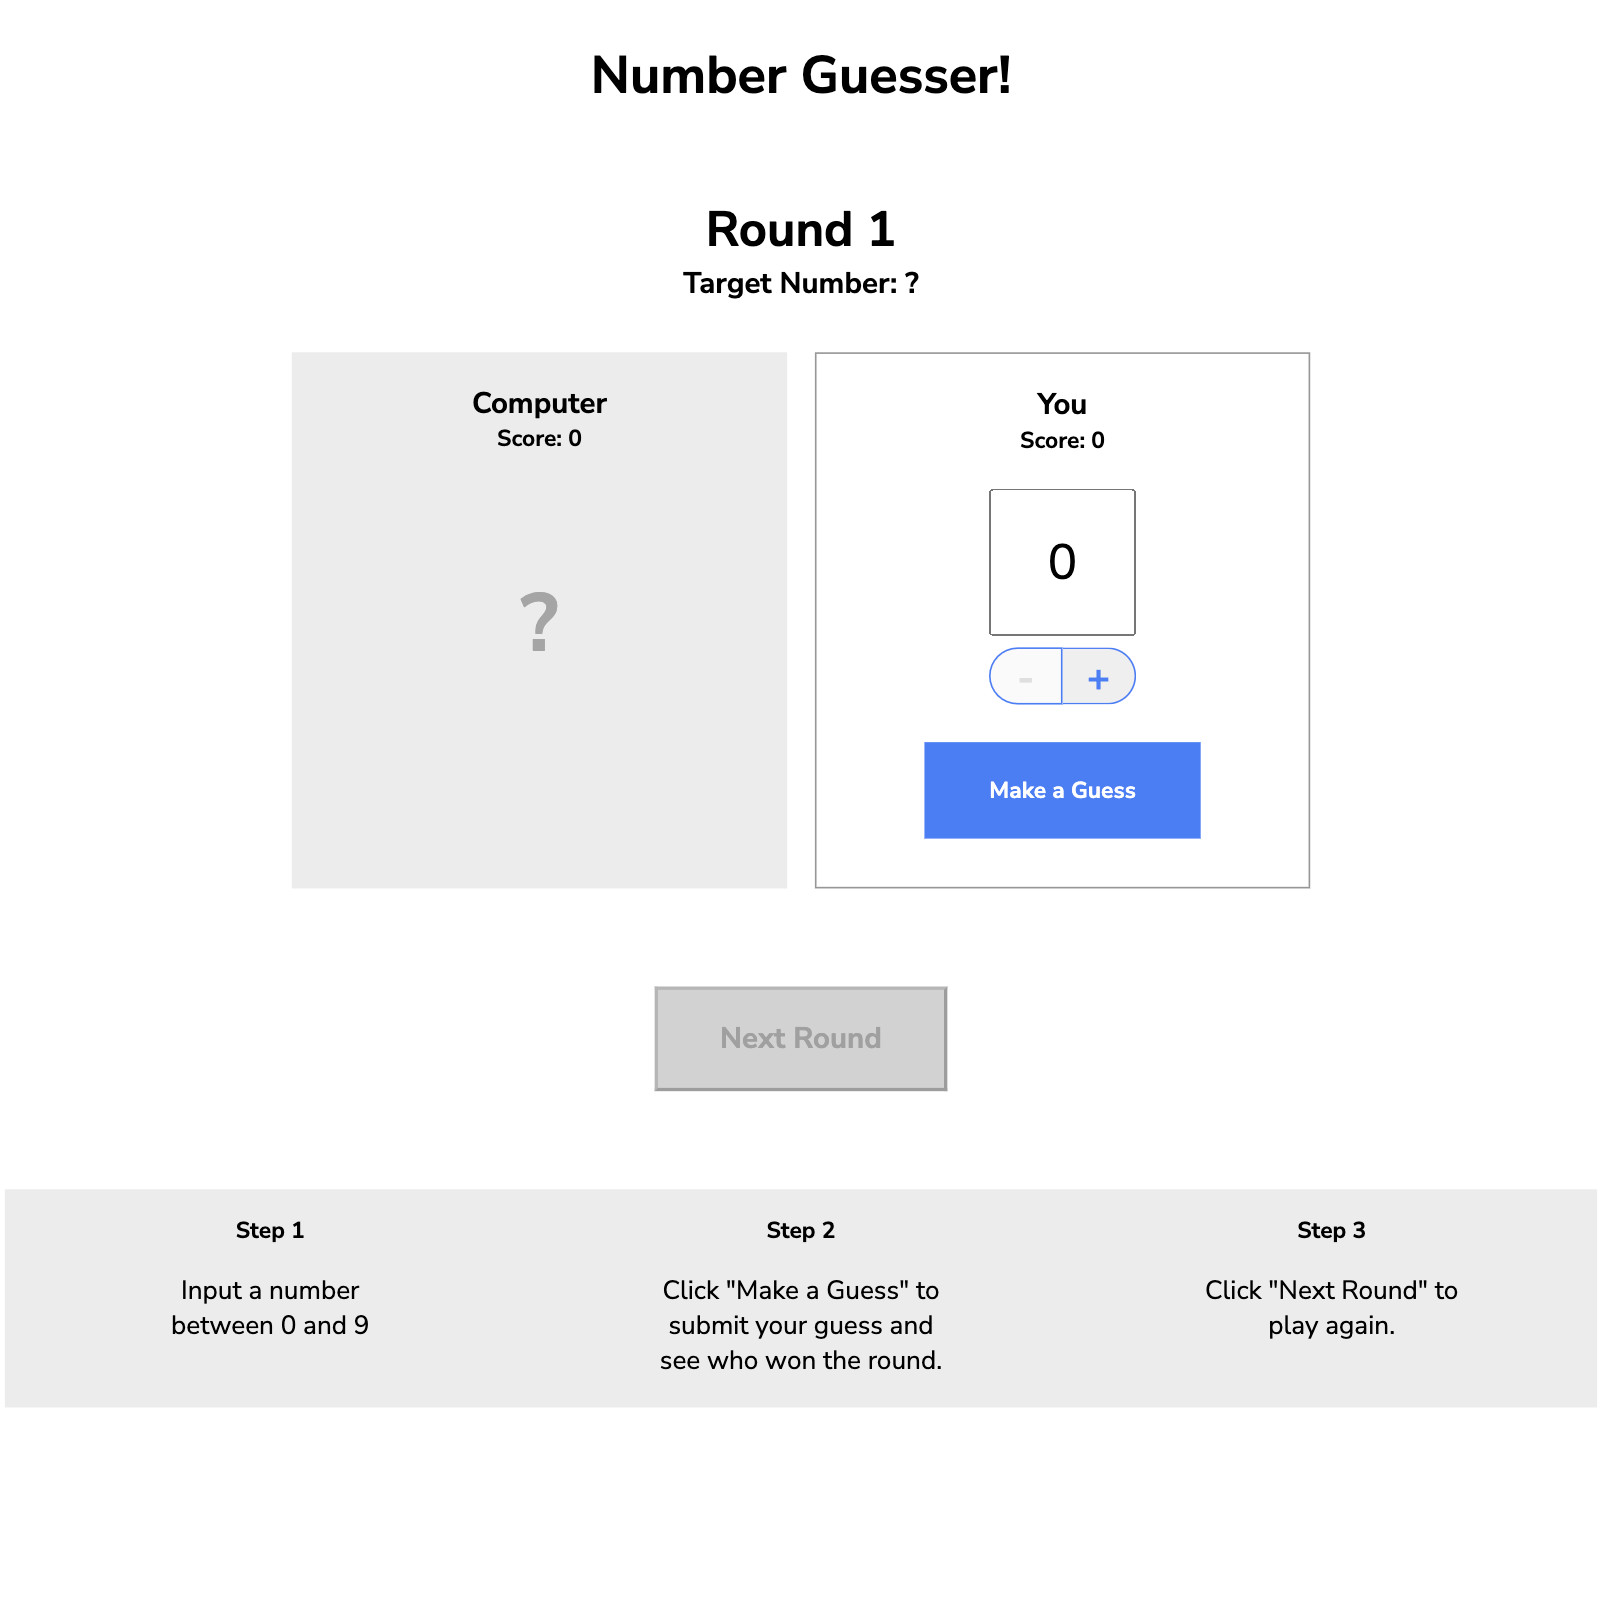 Number Guesser!
Round 1
Target Number: ?
Computer
Score: 0
?
You
Score: 0
0
- +
Make a Guess
Next Round
Step 1
Input a number
between 0 and 9
Step 2
Click "Make a Guess" to
submit your guess and
see who won the round.
Step 3
Click "Next Round" to
play again.